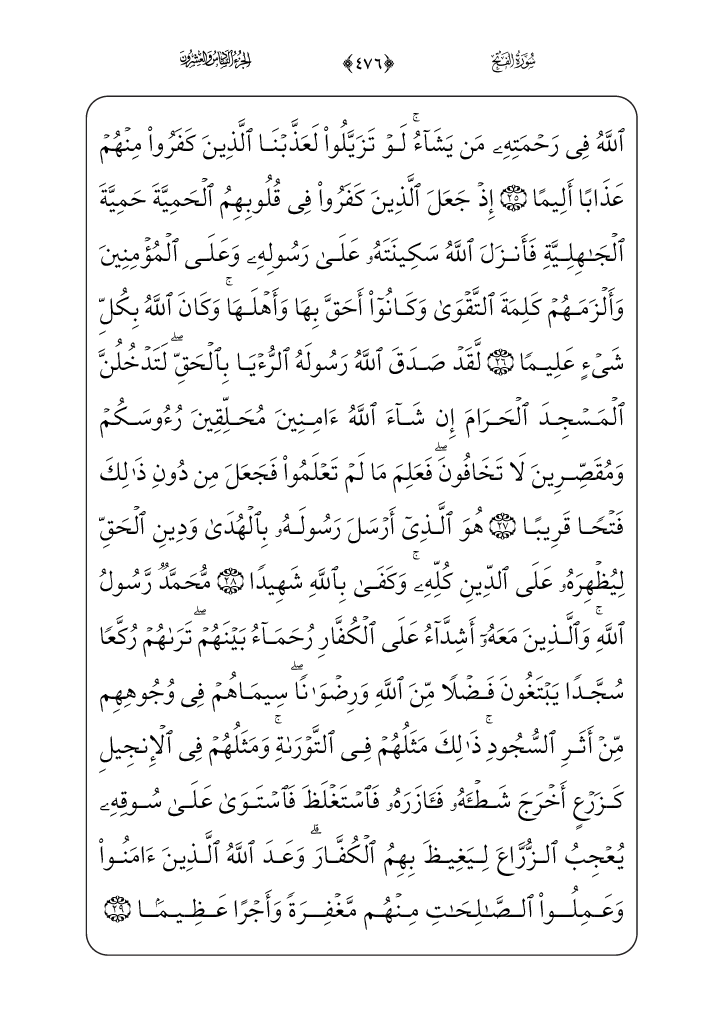 سُورَةُ الفَتْحِ ﴿٤٧٦﴾ الجُزْءُ السَّادِسُ وَالعِشْرُونَ
ٱللَّهُ فِى رَحْمَتِهِۦ مَن يَشَآءُ ۚ لَوْ تَزَيَّلُوا۟ لَعَذَّبْنَا ٱلَّذِينَ كَفَرُوا۟ مِنْهُمْ
عَذَابًا أَلِيمًا ٢٥ إِذْ جَعَلَ ٱلَّذِينَ كَفَرُوا۟ فِى قُلُوبِهِمُ ٱلْحَمِيَّةَ حَمِيَّةَ
ٱلْجَـٰهِلِيَّةِ فَأَنزَلَ ٱللَّهُ سَكِينَتَهُۥ عَلَىٰ رَسُولِهِۦ وَعَلَى ٱلْمُؤْمِنِينَ
وَأَلْزَمَهُمْ كَلِمَةَ ٱلتَّقْوَىٰ وَكَانُوٓا۟ أَحَقَّ بِهَا وَأَهْلَهَا ۚ وَكَانَ ٱللَّهُ بِكُلِّ
شَىْءٍ عَلِيمًا ٢٦ لَّقَدْ صَدَقَ ٱللَّهُ رَسُولَهُ ٱلرُّءْيَا بِٱلْحَقِّ ۖ لَتَدْخُلُنَّ
ٱلْمَسْجِدَ ٱلْحَرَامَ إِن شَآءَ ٱللَّهُ ءَامِنِينَ مُحَلِّقِينَ رُءُوسَكُمْ
وَمُقَصِّرِينَ لَا تَخَافُونَ ۖ فَعَلِمَ مَا لَمْ تَعْلَمُوا۟ فَجَعَلَ مِن دُونِ ذَٰلِكَ
فَتْحًا قَرِيبًا ٢٧ هُوَ ٱلَّذِىٓ أَرْسَلَ رَسُولَهُۥ بِٱلْهُدَىٰ وَدِينِ ٱلْحَقِّ
لِيُظْهِرَهُۥ عَلَى ٱلدِّينِ كُلِّهِۦ ۚ وَكَفَىٰ بِٱللَّهِ شَهِيدًا ٢٨ مُّحَمَّدٌ رَّسُولُ
ٱللَّهِ ۚ وَٱلَّذِينَ مَعَهُۥٓ أَشِدَّآءُ عَلَى ٱلْكُفَّارِ رُحَمَآءُ بَيْنَهُمْ ۖ تَرَىٰهُمْ رُكَّعًا
سُجَّدًا يَبْتَغُونَ فَضْلًا مِّنَ ٱللَّهِ وَرِضْوَٰنًا ۖ سِيمَاهُمْ فِى وُجُوهِهِم
مِّنْ أَثَرِ ٱلسُّجُودِ ۚ ذَٰلِكَ مَثَلُهُمْ فِى ٱلتَّوْرَىٰةِ ۚ وَمَثَلُهُمْ فِى ٱلْإِنجِيلِ
كَزَرْعٍ أَخْرَجَ شَطْـَٔهُۥ فَـَٔازَرَهُۥ فَٱسْتَغْلَظَ فَٱسْتَوَىٰ عَلَىٰ سُوقِهِۦ
يُعْجِبُ ٱلزُّرَّاعَ لِيَغِيظَ بِهِمُ ٱلْكُفَّارَ ۗ وَعَدَ ٱللَّهُ ٱلَّذِينَ ءَامَنُوا۟
وَعَمِلُوا۟ ٱلصَّـٰلِحَـٰتِ مِنْهُم مَّغْفِرَةً وَأَجْرًا عَظِيمًۢا ٢٩